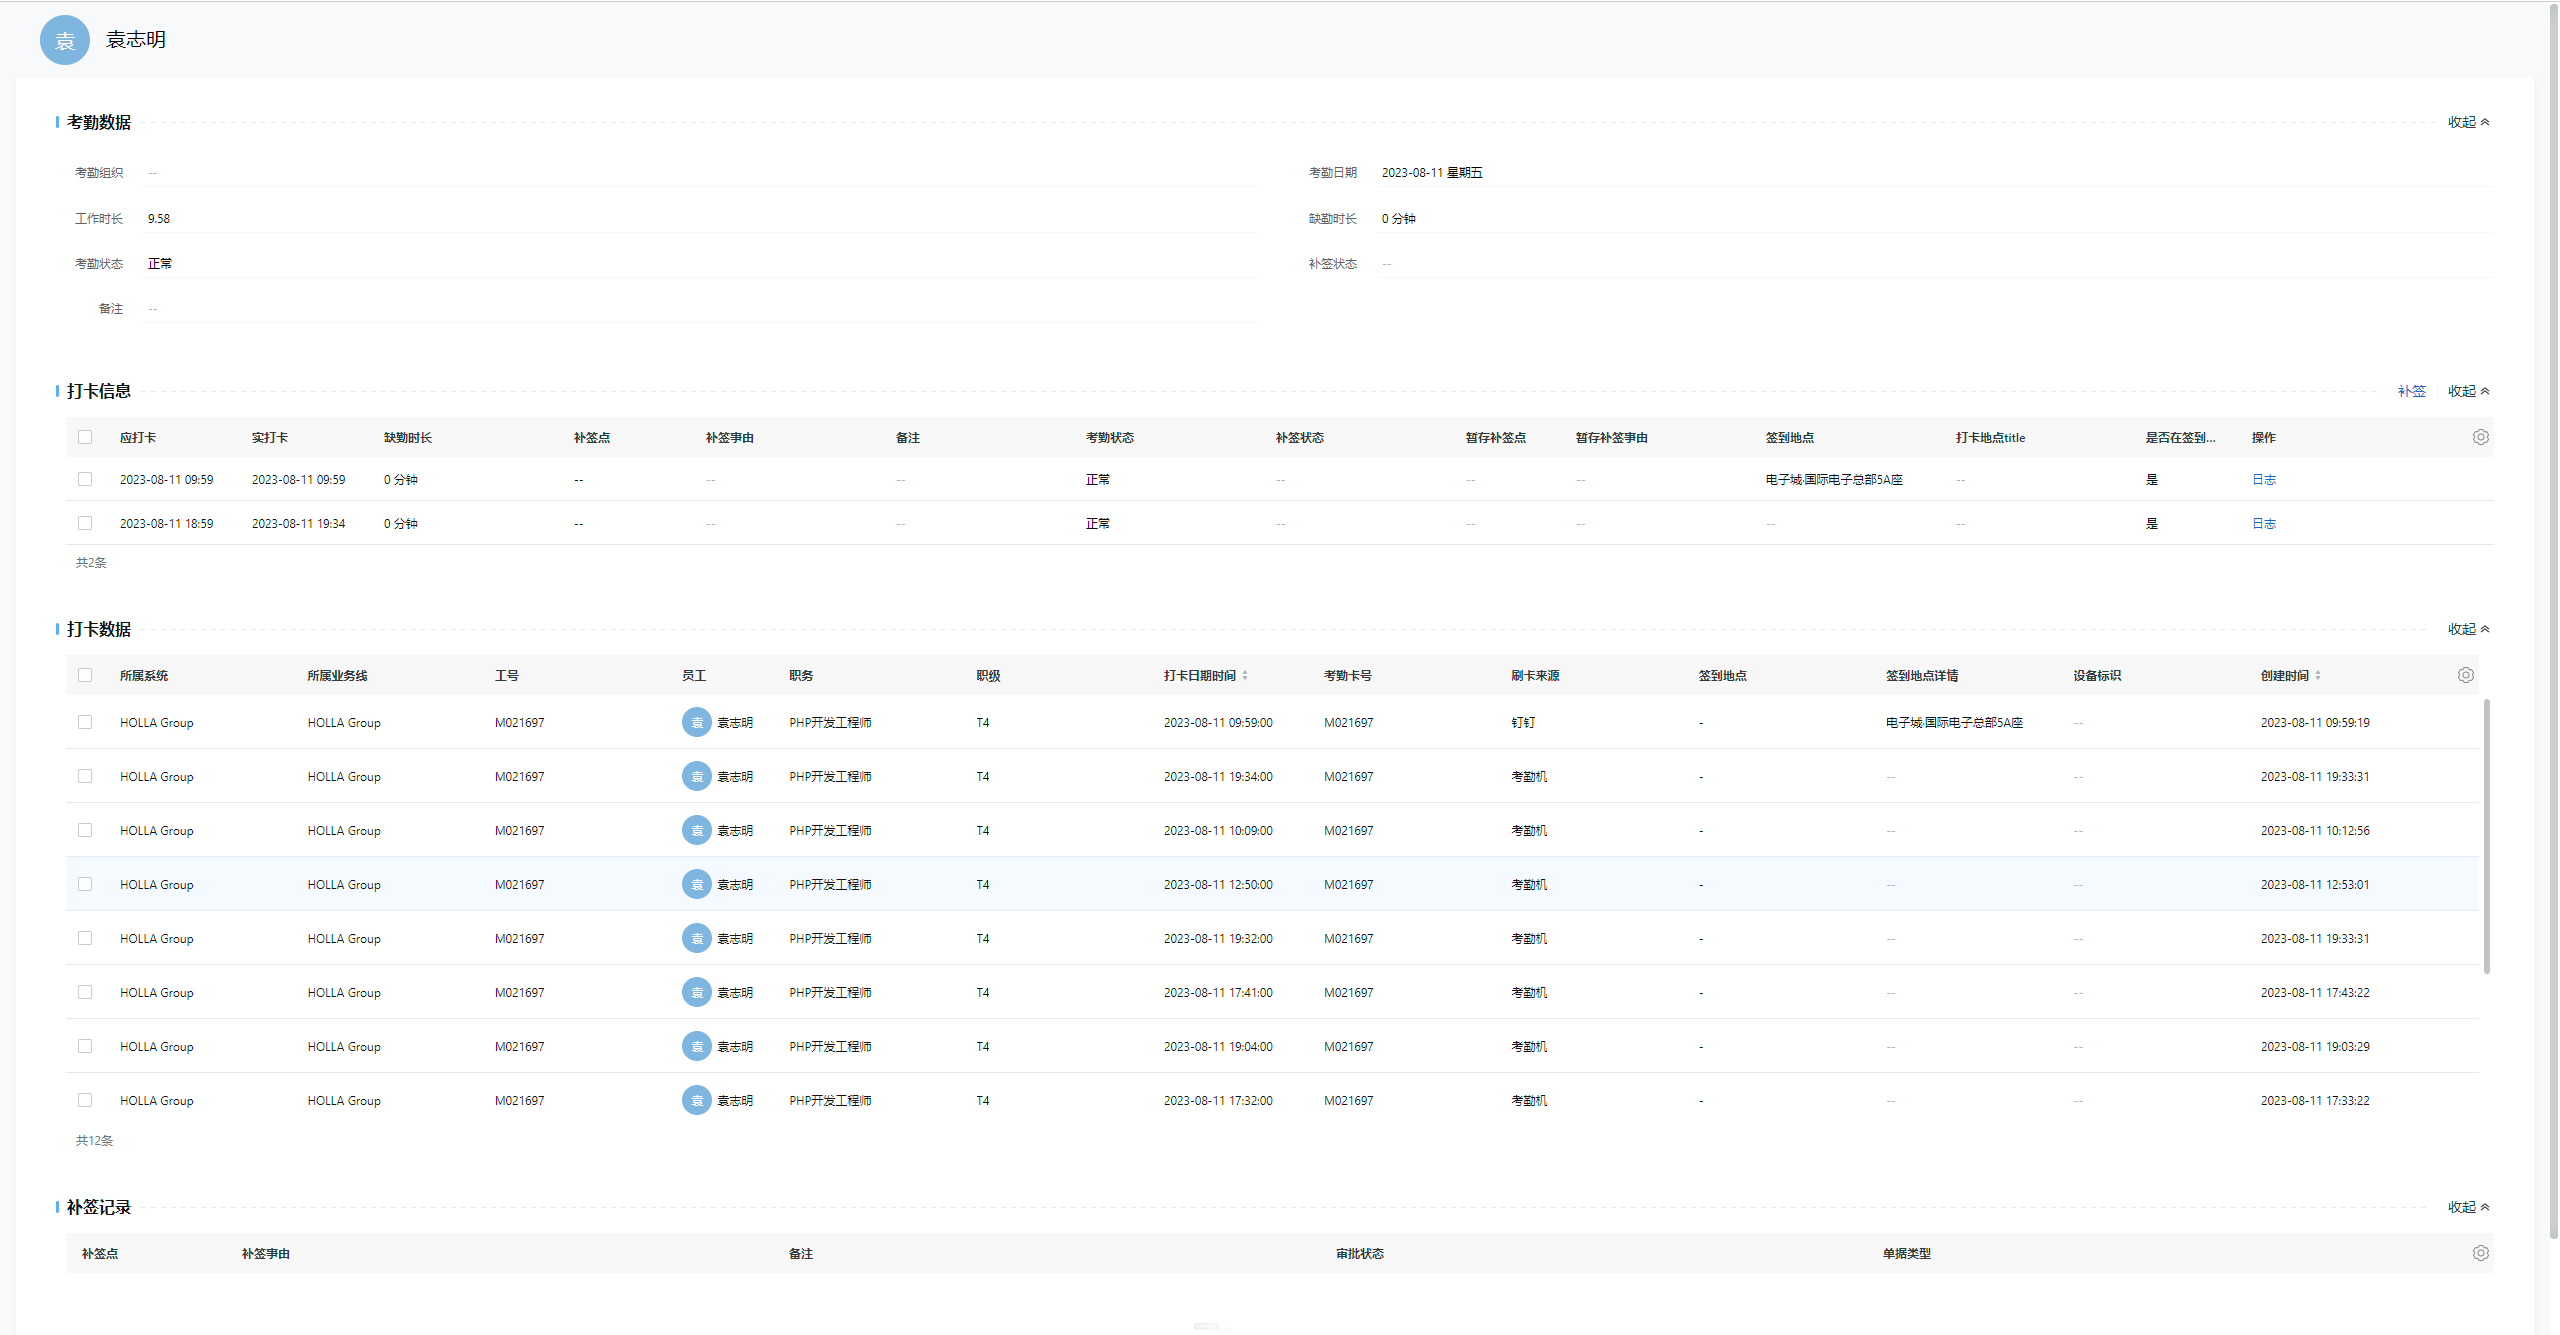 袁 袁志明
考勤数据 收起
考勤组织 -- 考勤日期 2023-08-11 星期五
工作时长 9.58 缺勤时长 0 分钟
考勤状态 正常 补签状态 --
备注 --
打卡信息 补签 收起
应打卡 实打卡 缺勤时长 补签点 补签事由 备注 考勤状态 补签状态 暂存补签点 暂存补签事由 签到地点 打卡地点title 是否在签到... 操作
2023-08-11 09:59 2023-08-11 09:59 0 分钟 -- -- -- 正常 -- -- -- 电子城·国际电子总部5A座 -- 是 日志
2023-08-11 18:59 2023-08-11 19:34 0 分钟 -- -- -- 正常 -- -- -- -- -- 是 日志
共2条
打卡数据 收起
所属系统 所属业务线 工号 员工 职务 职级 打卡日期时间 考勤卡号 刷卡来源 签到地点 签到地点详情 设备标识 创建时间
HOLLA Group HOLLA Group M021697 袁 袁志明 PHP开发工程师 T4 2023-08-11 09:59:00 M021697 钉钉 - 电子城·国际电子总部5A座 -- 2023-08-11 09:59:19
HOLLA Group HOLLA Group M021697 袁 袁志明 PHP开发工程师 T4 2023-08-11 19:34:00 M021697 考勤机 - -- -- 2023-08-11 19:33:31
HOLLA Group HOLLA Group M021697 袁 袁志明 PHP开发工程师 T4 2023-08-11 10:09:00 M021697 考勤机 - -- -- 2023-08-11 10:12:56
HOLLA Group HOLLA Group M021697 袁 袁志明 PHP开发工程师 T4 2023-08-11 12:50:00 M021697 考勤机 - -- -- 2023-08-11 12:53:01
HOLLA Group HOLLA Group M021697 袁 袁志明 PHP开发工程师 T4 2023-08-11 19:32:00 M021697 考勤机 - -- -- 2023-08-11 19:33:31
HOLLA Group HOLLA Group M021697 袁 袁志明 PHP开发工程师 T4 2023-08-11 17:41:00 M021697 考勤机 - -- -- 2023-08-11 17:43:22
HOLLA Group HOLLA Group M021697 袁 袁志明 PHP开发工程师 T4 2023-08-11 19:04:00 M021697 考勤机 - -- -- 2023-08-11 19:03:29
HOLLA Group HOLLA Group M021697 袁 袁志明 PHP开发工程师 T4 2023-08-11 17:32:00 M021697 考勤机 - -- -- 2023-08-11 17:33:22
共12条
补签记录 收起
补签点 补签事由 备注 审批状态 单据类型